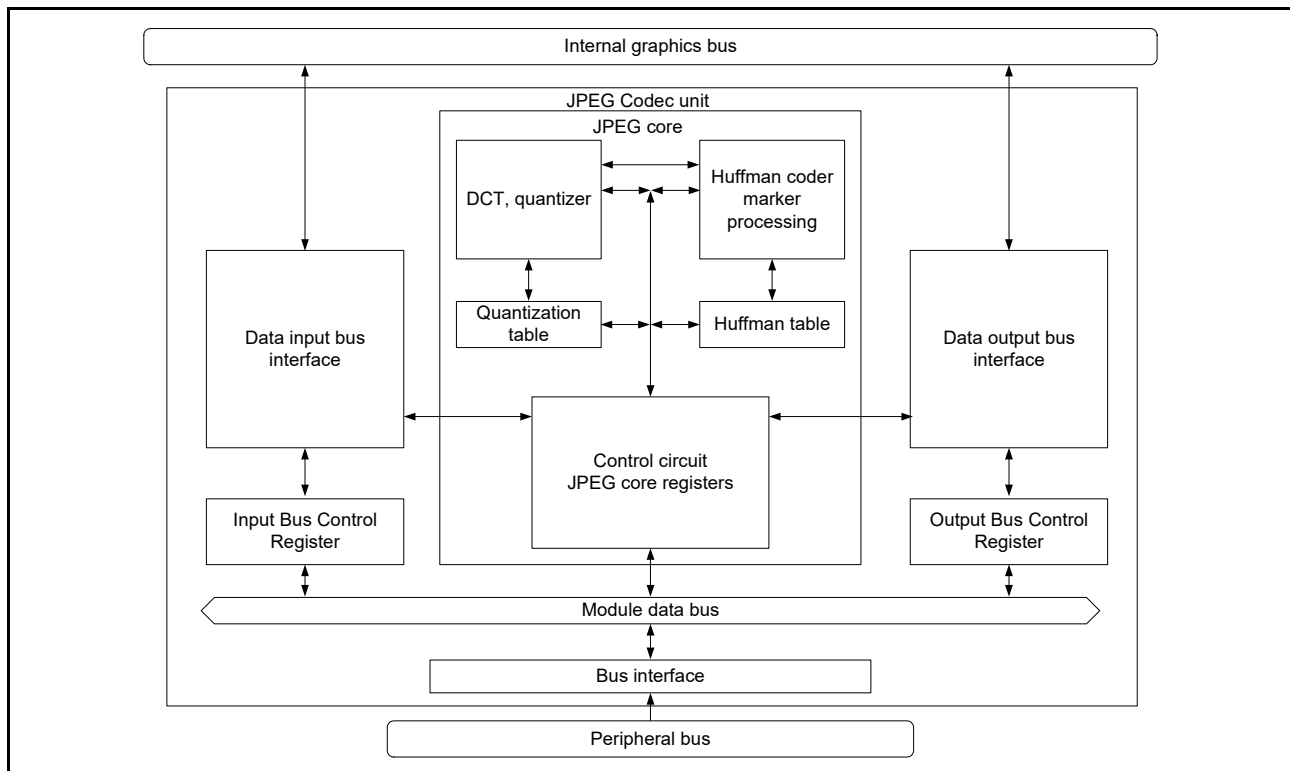 Internal graphics bus
JPEG Codec unit
JPEG core
DCT, quantizer
Huffman coder
marker
processing
Quantization
table
Huffman table
Data input bus
interface
Data output bus
interface
Control circuit
JPEG core registers
Input Bus Control
Register
Output Bus Control
Register
Module data bus
Bus interface
Peripheral bus